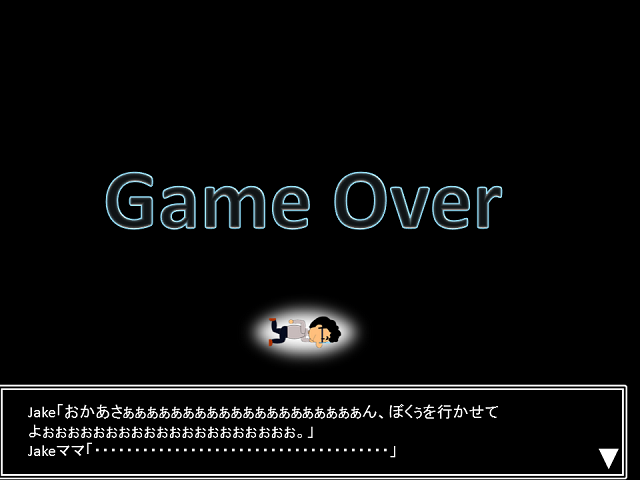 Game Over
Jake「おかあさぁぁぁぁぁぁぁぁぁぁぁぁぁぁぁぁぁぁぁぁん、ぼくぅを行かせて
よぉぉぉぉぉぉぉぉぉぉぉぉぉぉぉぉぉぉぉぉぉ。」
Jakeママ「・・・・・・・・・・・・・・・・・・・・・・・・・・・・・・・・・・・・」